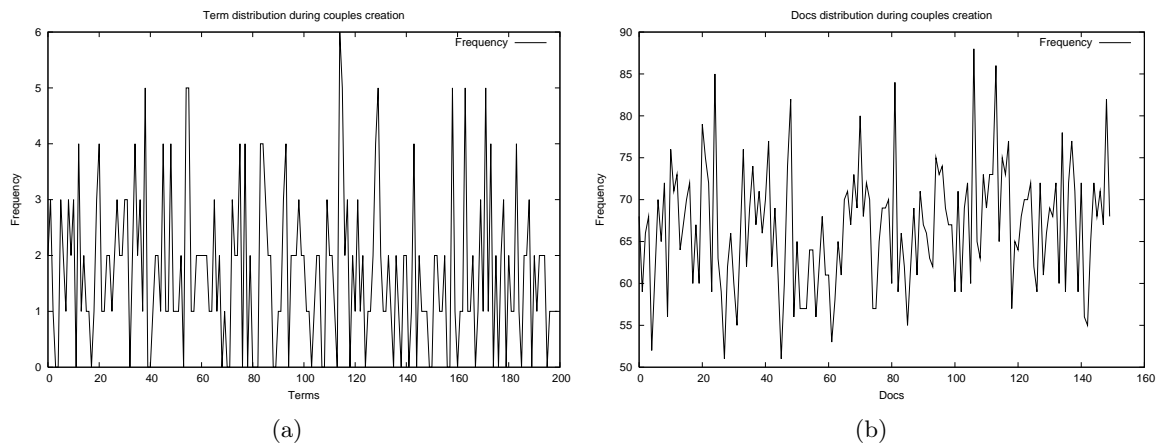 Term distribution during couples creation
Frequency
6
5
4
3
2
1
0
Frequency
0 20 40 60 80 100 120 140 160 180 200
Terms
(a)
Docs distribution during couples creation
Frequency
90
85
80
75
70
65
60
55
50
Frequency
0 20 40 60 80 100 120 140 160
Docs
(b)